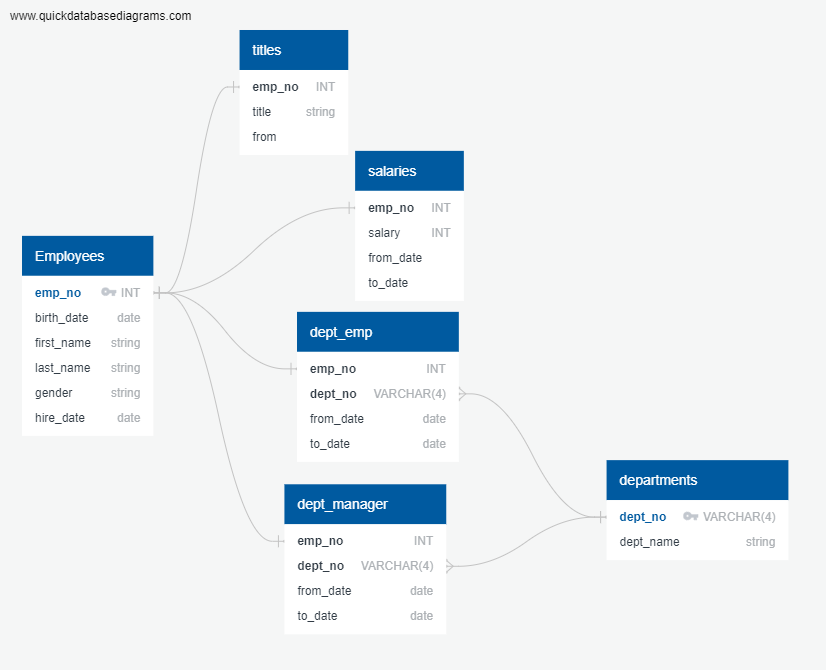 www.quickdatabasediagrams.com
titles
emp_no INT
title string
from
salaries
emp_no INT
salary INT
from_date
to_date
Employees
emp_no INT
birth_date date
first_name string
last_name string
gender string
hire_date date
dept_emp
emp_no INT
dept_no VARCHAR(4)
from_date date
to_date date
dept_manager
emp_no INT
dept_no VARCHAR(4)
from_date date
to_date date
departments
dept_no VARCHAR(4)
dept_name string